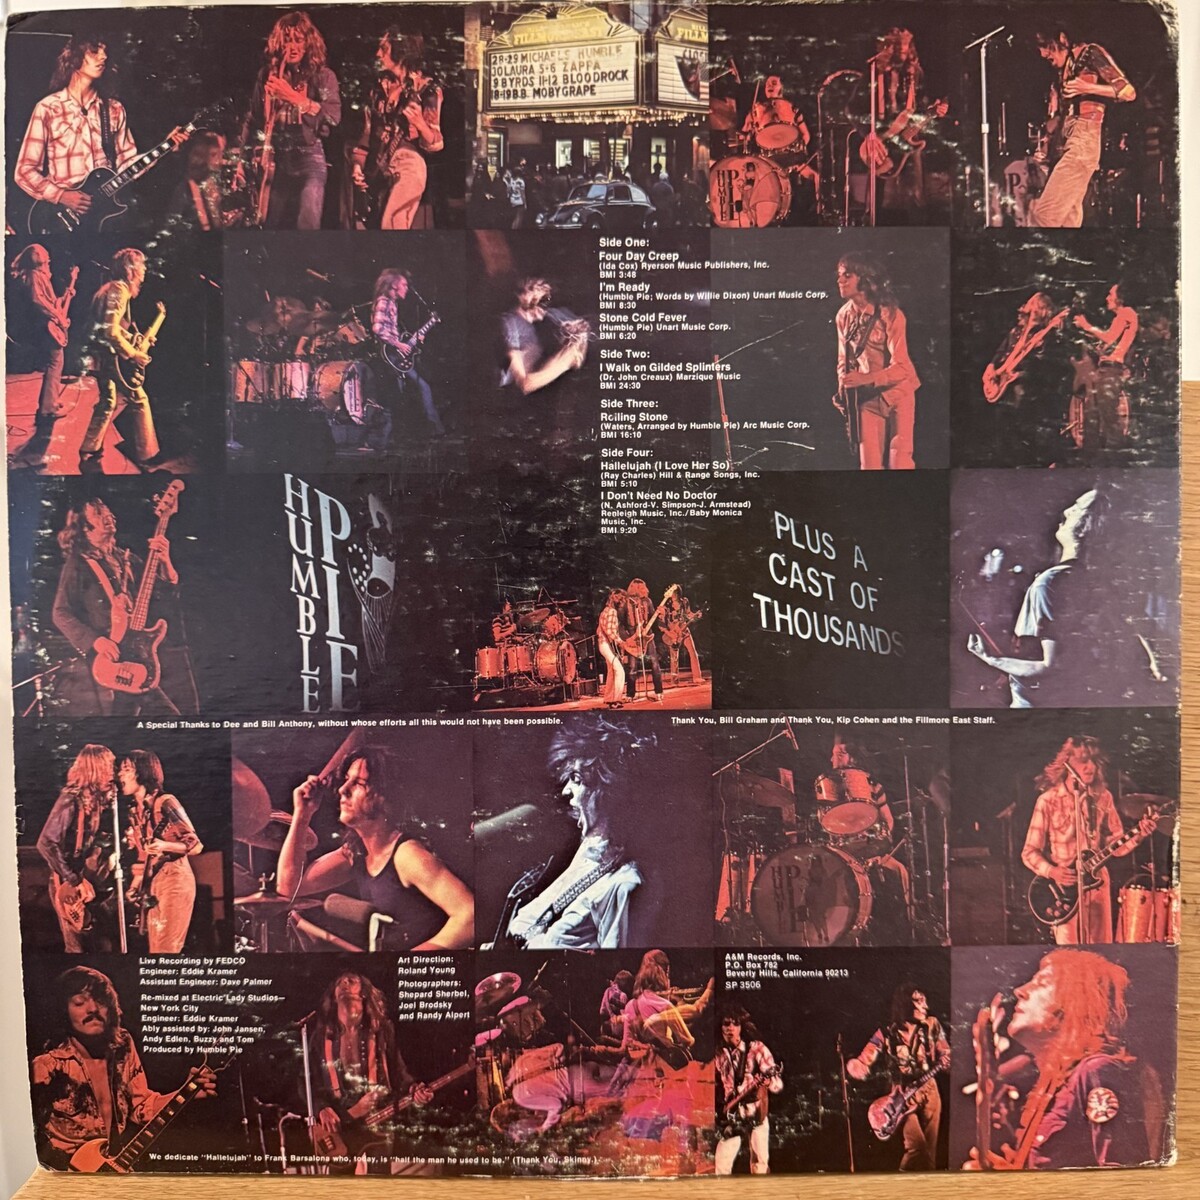 FILLMORE EAST
28-29 MICHAELS HUMBLE
30 LAURA 5-6 ZAPPA
9 BYRDS 11-12 BLOODROCK
18-19 B.B. MOBYGRAPE
Side One:
Four Day Creep
(Ida Cox) Ryerson Music Publishers, Inc.
BMI 3:48
I'm Ready
(Humble Pie; Words by Willie Dixon) Unart Music Corp.
BMI 8:30
Stone Cold Fever
(Humble Pie) Unart Music Corp.
BMI 6:20
Side Two:
I Walk on Gilded Splinters
(Dr. John Creaux) Marzique Music
BMI 24:30
Side Three:
Rolling Stone
(Waters, Arranged by Humble Pie) Arc Music Corp.
BMI 16:10
Side Four:
Hallelujah (I Love Her So)
(Ray Charles) Hill & Range Songs, Inc.
BMI 5:10
I Don't Need No Doctor
(N. Ashford-V. Simpson-J. Armstead)
Renleigh Music, Inc./Baby Monica
Music, Inc.
BMI 9:20
HUMBLE
PIE
PLUS A
CAST OF
THOUSANDS
A Special Thanks to Dee and Bill Anthony, without whose efforts all this would not have been possible.
Thank You, Bill Graham and Thank You, Kip Cohen and the Fillmore East Staff.
HUMBLE
PIE
Live Recording by FEDCO
Engineer: Eddie Kramer
Assistant Engineer: Dave Palmer
Re-mixed at Electric Lady Studios—
New York City
Engineer: Eddie Kramer
Ably assisted by: John Jansen,
Andy Edlen, Buzzy and Tom
Produced by Humble Pie
Art Direction:
Roland Young
Photographers:
Shepard Sherbel,
Joel Brodsky
and Randy Alpert
A&M Records, Inc.
P.O. Box 782
Beverly Hills, California 90213
SP 3506
We dedicate "Hallelujah" to Frank Barsalona who, today, is "half the man he used to be." (Thank You, Skinny.)